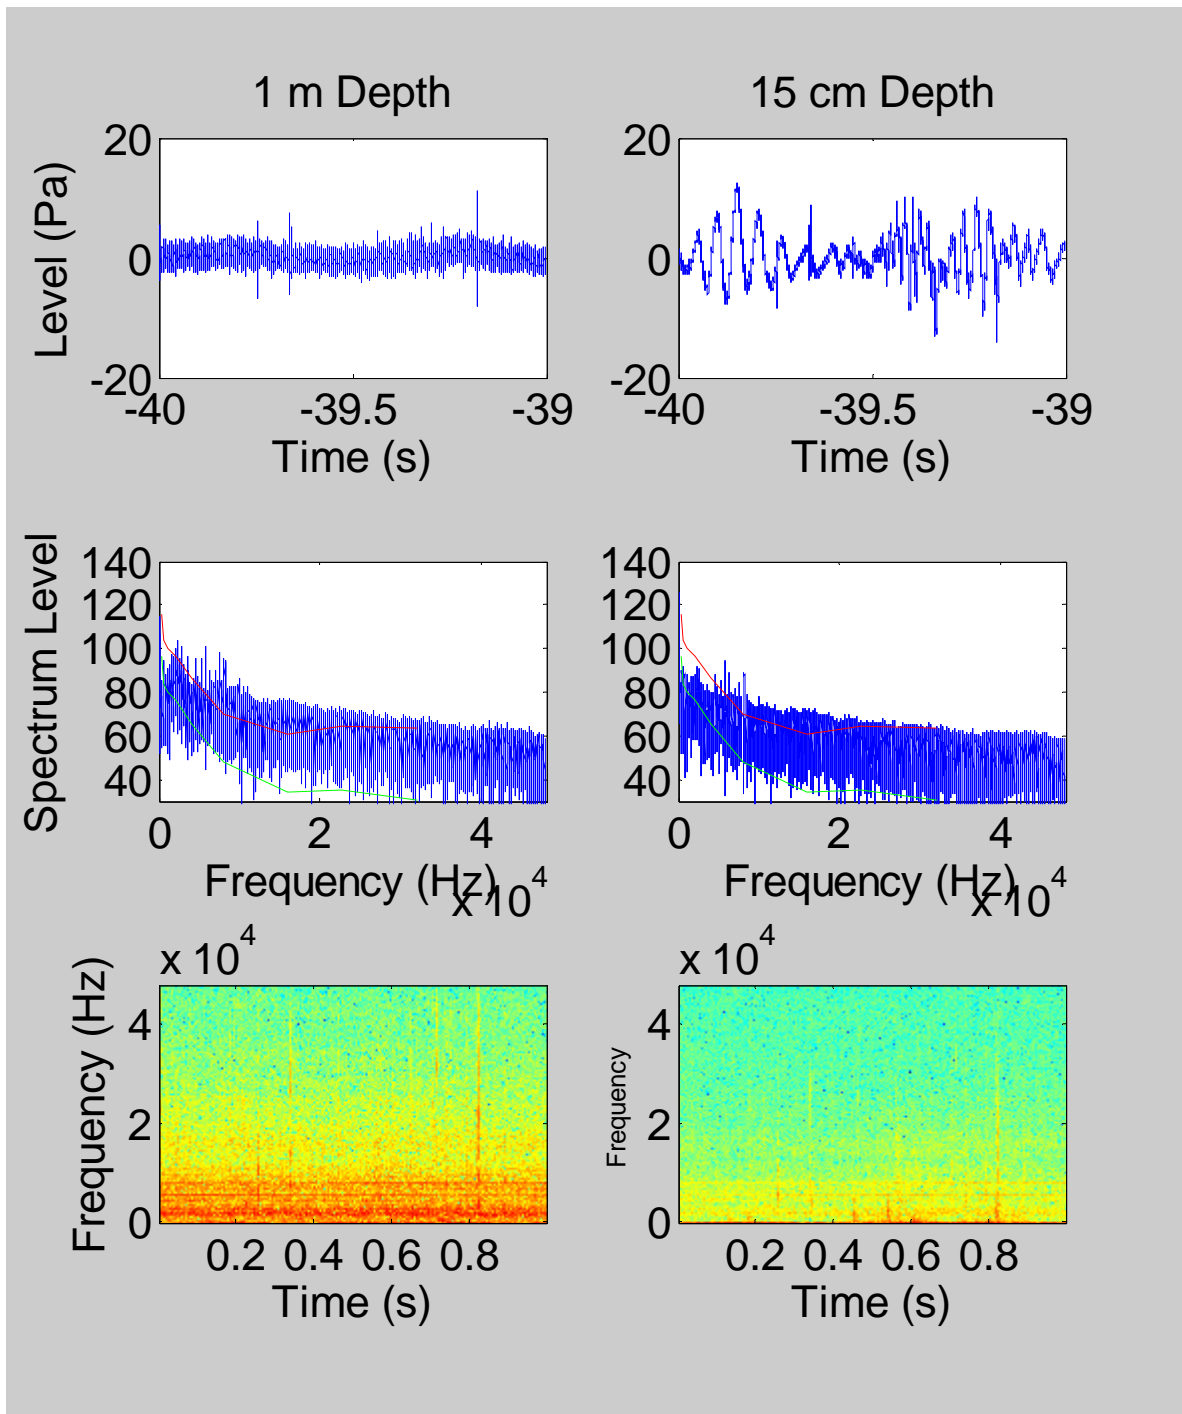 1 m Depth 15 cm Depth
20 20
Level (Pa)
0 0
-20 -20
-40 -39.5 -39 -40 -39.5 -39
Time (s) Time (s)
Spectrum Level
140 140
120 120
100 100
80 80
60 60
40 40
0 2 4 0 2 4
Frequency (Hz) Frequency (Hz)
x 10^4 x 10^4
x 10^4 x 10^4
Frequency (Hz) Frequency
4 4
2 2
0 0
0.2 0.4 0.6 0.8 0.2 0.4 0.6 0.8
Time (s) Time (s)